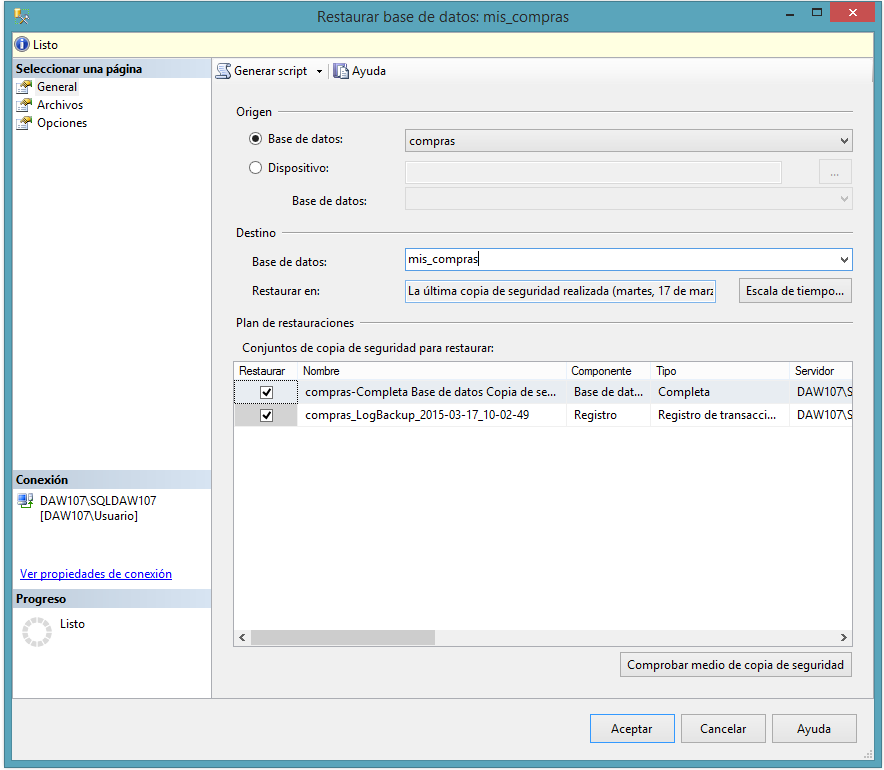 Restaurar base de datos: mis_compras
Listo
Seleccionar una página
General
Archivos
Opciones
Generar script
Ayuda
Origen
Base de datos:
compras
Dispositivo:
...
Base de datos:
Destino
Base de datos:
mis_compras
Restaurar en:
La última copia de seguridad realizada (martes, 17 de marz
Escala de tiempo...
Plan de restauraciones
Conjuntos de copia de seguridad para restaurar:
Restaurar Nombre Componente Tipo Servidor
compras-Completa Base de datos Copia de se... Base de dat... Completa DAW107\S
compras_LogBackup_2015-03-17_10-02-49 Registro Registro de transacci... DAW107\S
Conexión
DAW107\SQLDAW107
[DAW107\Usuario]
Ver propiedades de conexión
Progreso
Listo
Comprobar medio de copia de seguridad
Aceptar
Cancelar
Ayuda